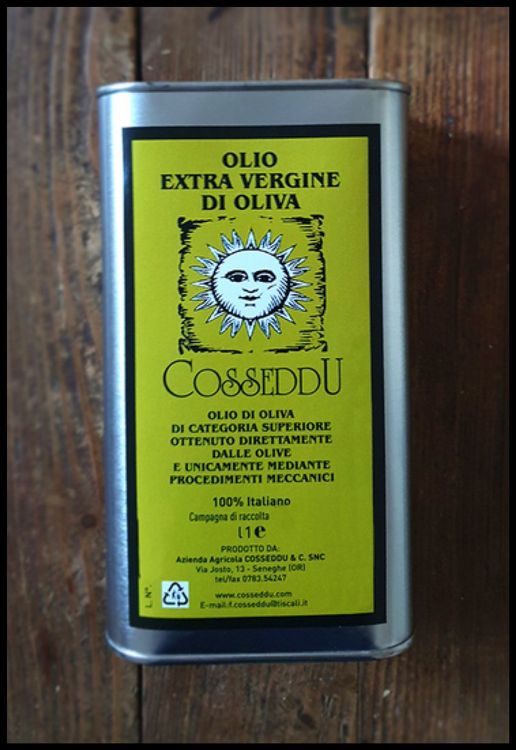 OLIO
EXTRA VERGINE
DI OLIVA
COSSEDDU
OLIO DI OLIVA
DI CATEGORIA SUPERIORE
OTTENUTO DIRETTAMENTE
DALLE OLIVE
E UNICAMENTE MEDIANTE
PROCEDIMENTI MECCANICI
100% Italiano
Campagna di raccolta
l 1 e
PRODOTTO DA:
Azienda Agricola COSSEDDU & C. SNC
Via Josto, 13 - Seneghe (OR)
tel/fax 0783.54247
www.cosseddu.com
E-mail:f.cosseddu@tiscali.it
L. N°.